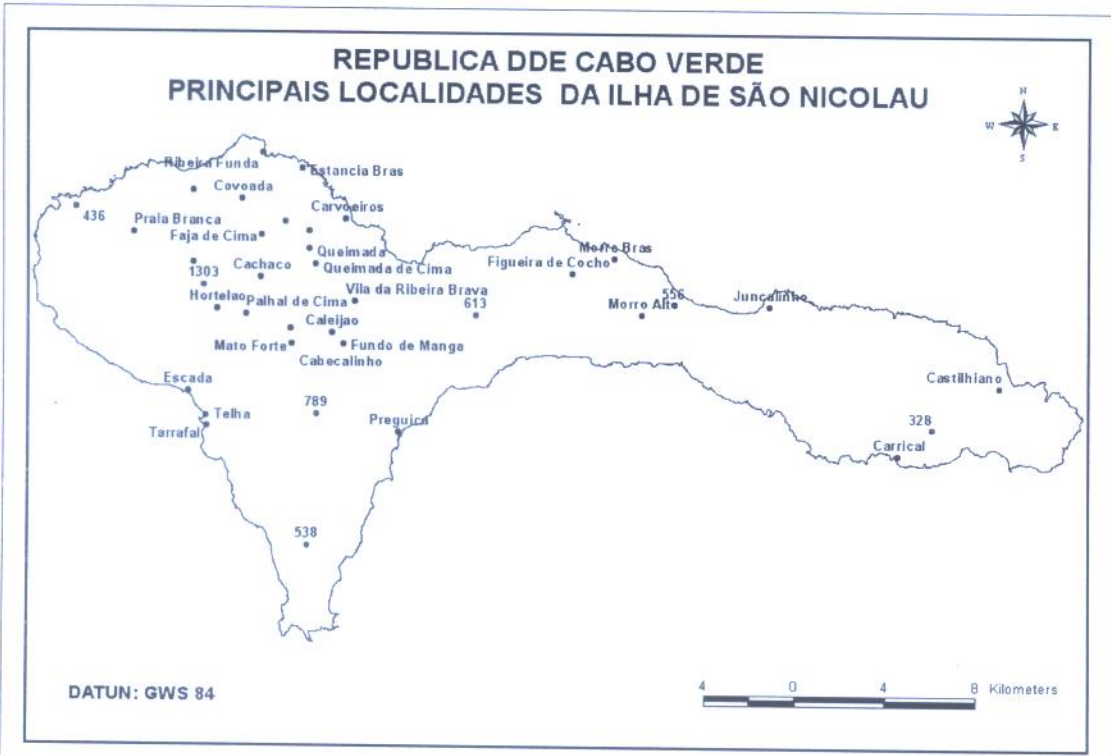 REPUBLICA DDE CABO VERDE
PRINCIPAIS LOCALIDADES DA ILHA DE SÃO NICOLAU
N
W
E
S
Ribeira Funda
Estancia Bras
Covoada
436
Praia Branca
Carvoeiros
Faja de Cima
Queimada
Morro Bras
Cachaco
Queimada de Cima
Figueira de Cocho
1303
Hortelao
Palhal de Cima
Vila da Ribeira Brava
613
Morro Alto
556
Juncalinho
Caleijao
Mato Forte
Fundo de Manga
Cabecalinho
Escada
Castilhiano
Telha
789
Preguica
328
Tarrafal
Carrical
538
DATUN: GWS 84
4 0 4 8 Kilometers